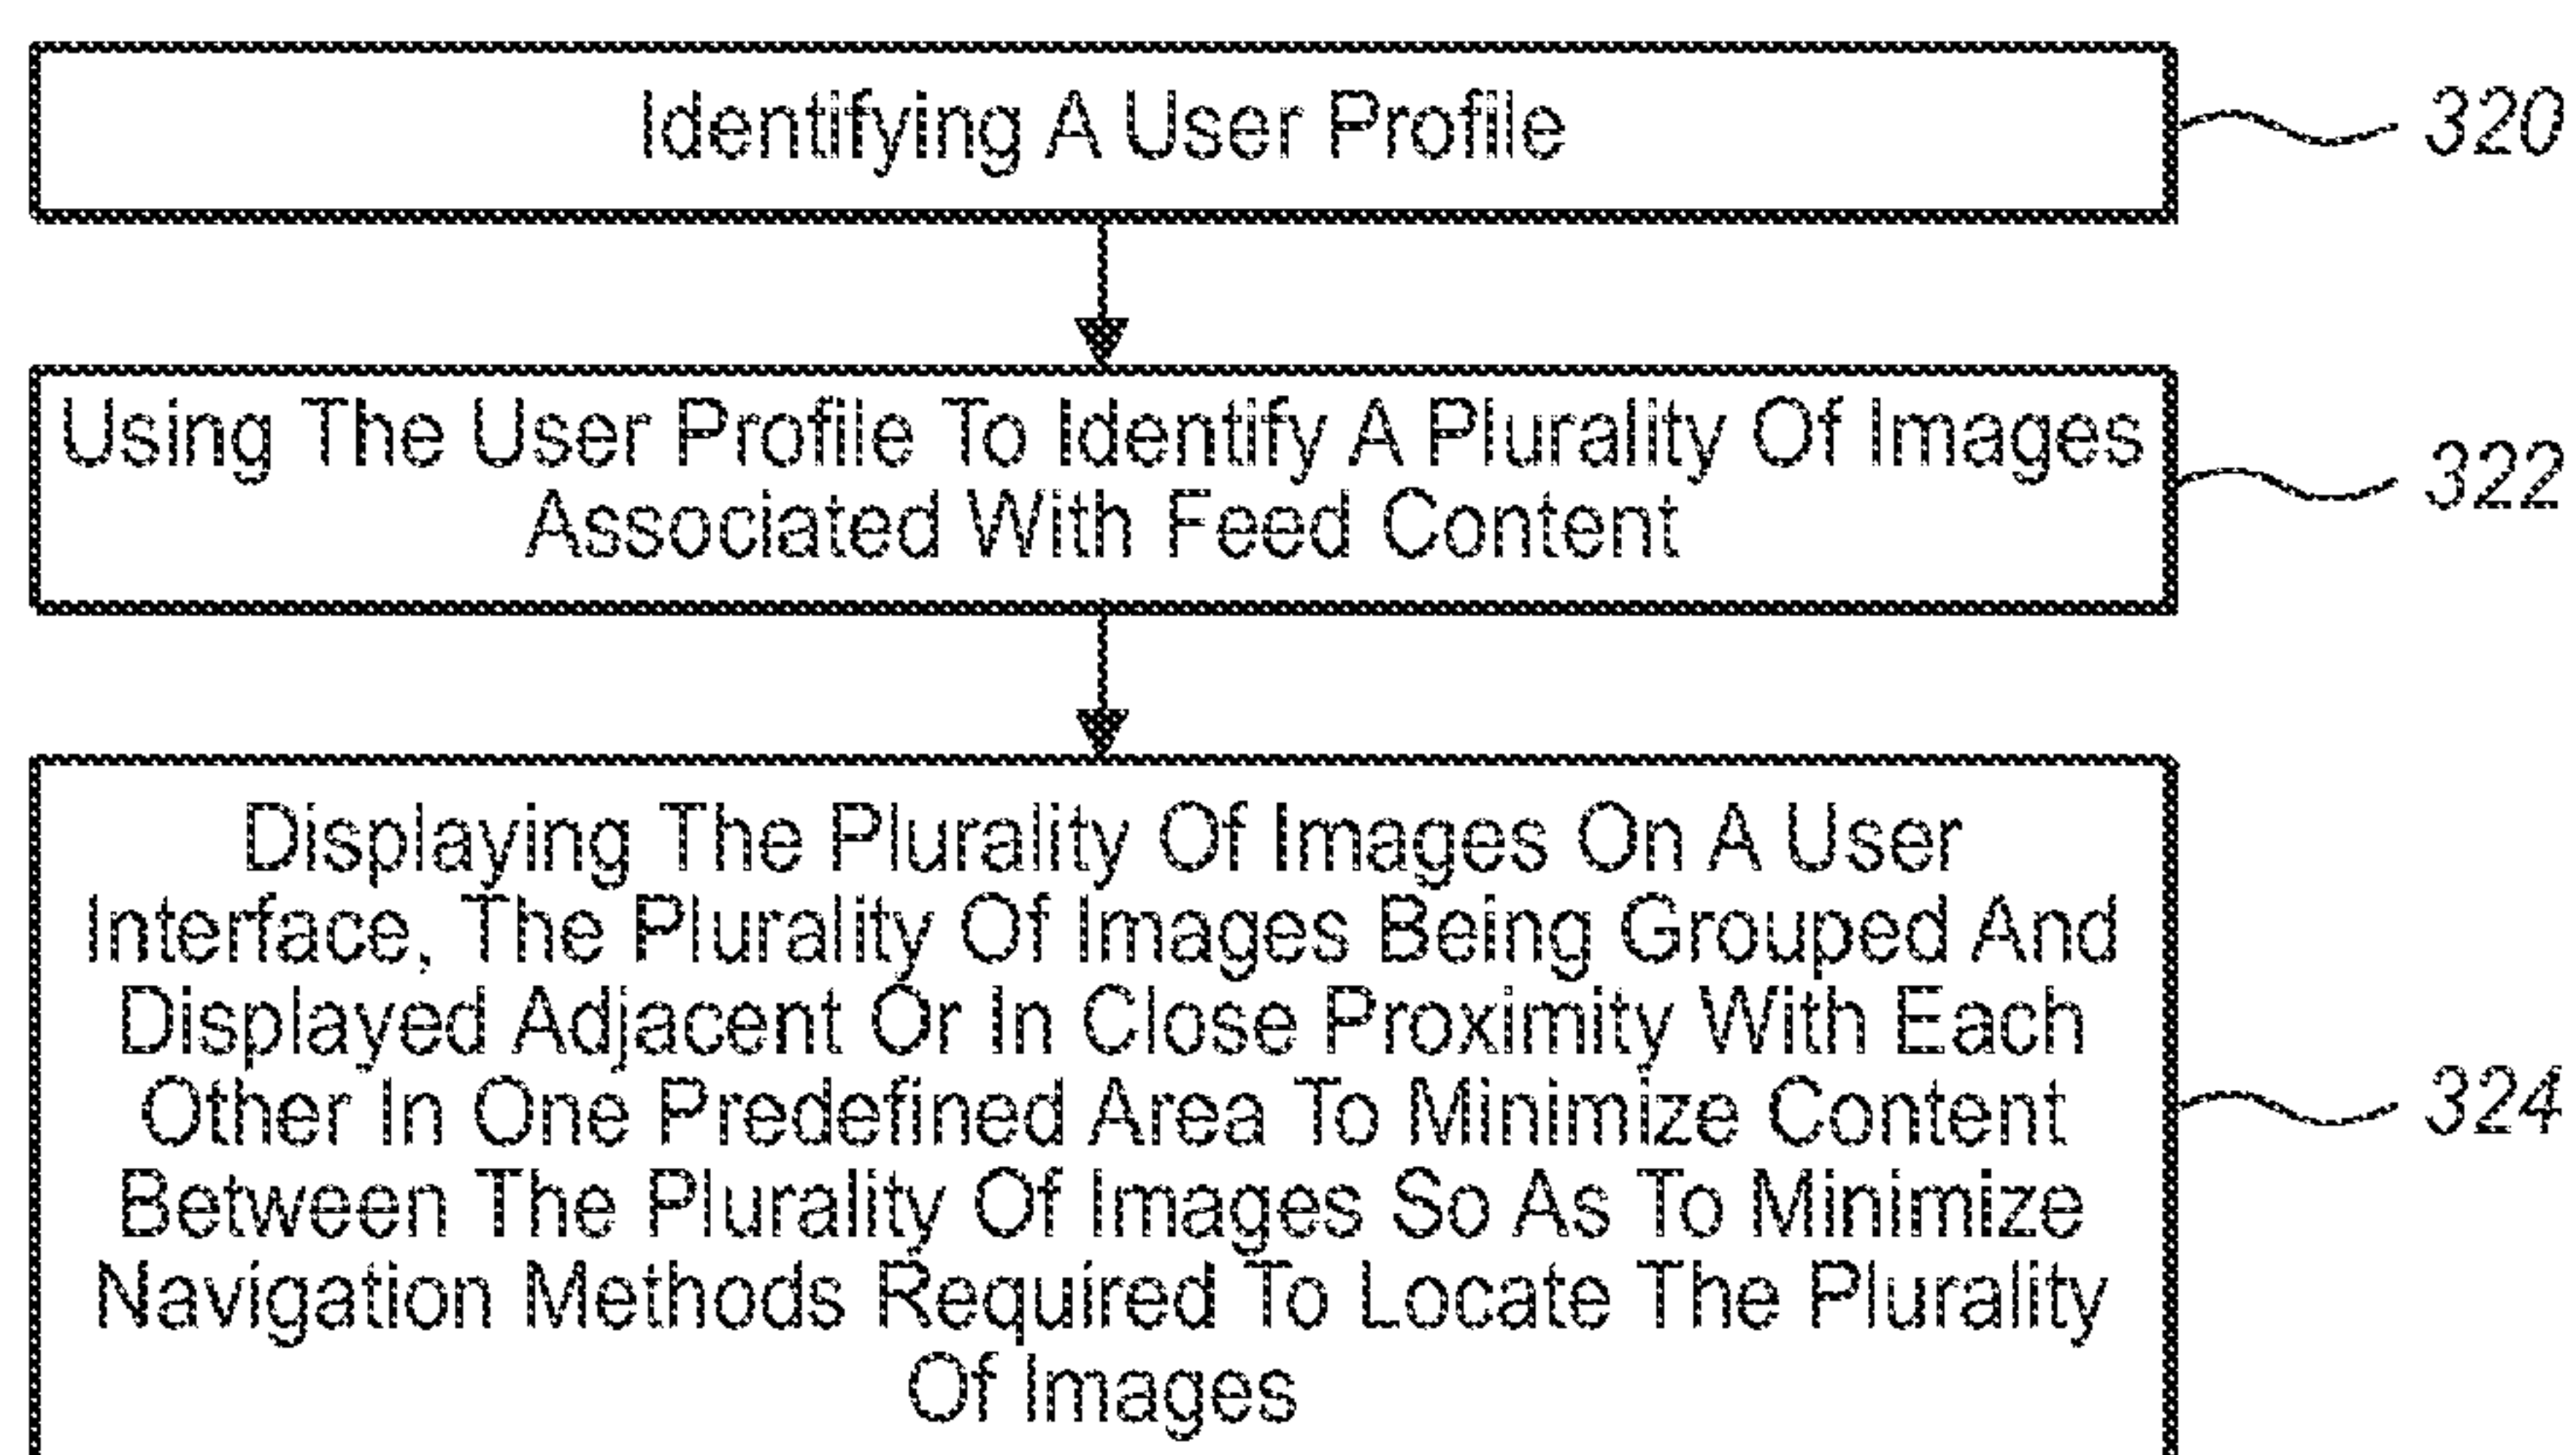 Identifying A User Profile
320
Using The User Profile To Identify A Plurality Of Images
Associated With Feed Content
322
Displaying The Plurality Of Images On A User
Interface, The Plurality Of Images Being Grouped And
Displayed Adjacent Or In Close Proximity With Each
Other In One Predefined Area To Minimize Content
Between The Plurality Of Images So As To Minimize
Navigation Methods Required To Locate The Plurality
Of Images
324